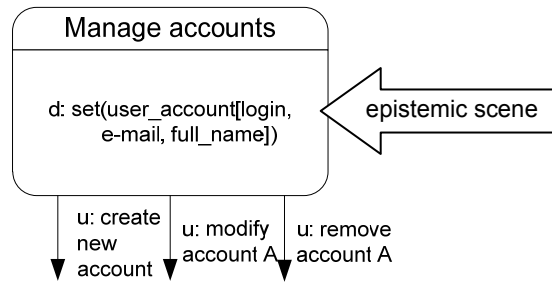 Manage accounts
d: set(user_account[login,
e-mail, full_name])
epistemic scene
u: create
new
account
u: modify
account A
u: remove
account A